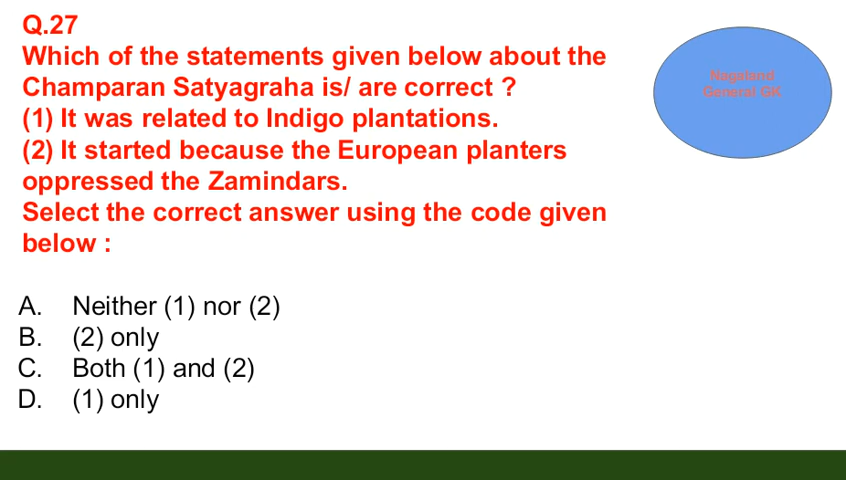 Q.27
Which of the statements given below about the
Champaran Satyagraha is/ are correct ?
(1) It was related to Indigo plantations.
(2) It started because the European planters
oppressed the Zamindars.
Select the correct answer using the code given
below :
Nagaland
General GK
A. Neither (1) nor (2)
B. (2) only
C. Both (1) and (2)
D. (1) only